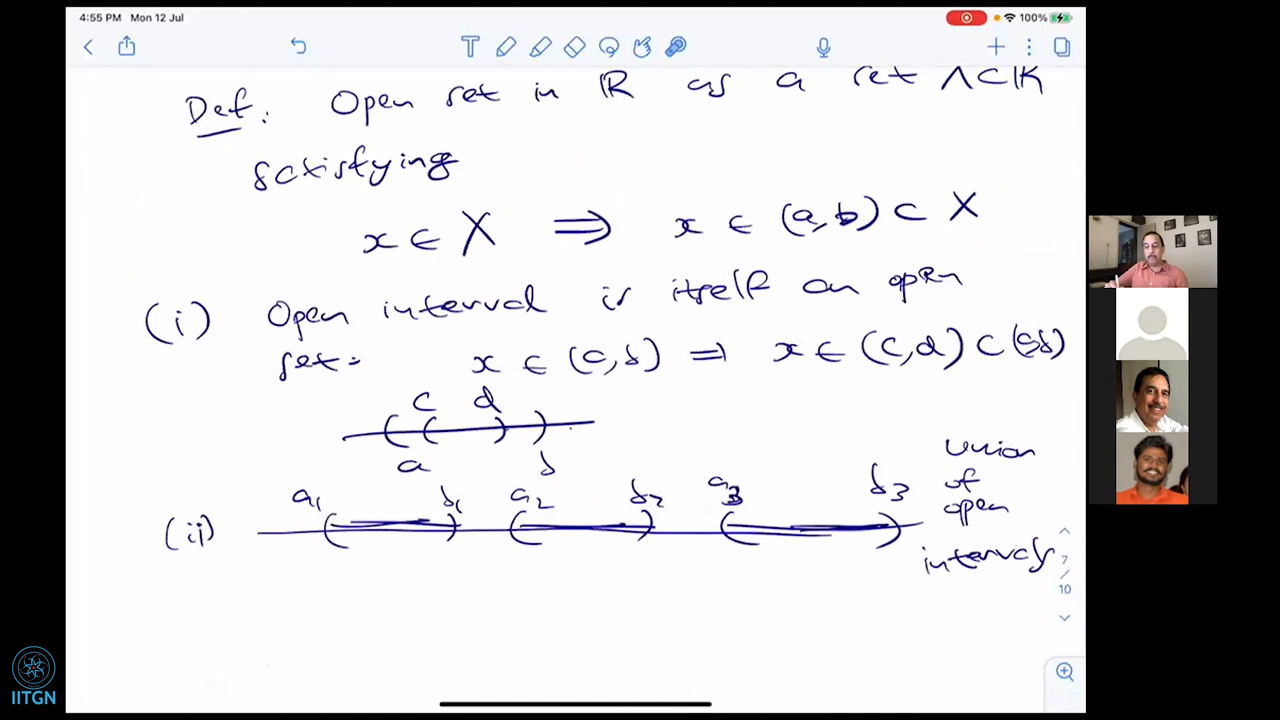 4:55 PM Mon 12 Jul
100%
Def: Open set in ℝ as a set X ⊂ ℝ
satisfying
x ∈ X ⟹ x ∈ (a, b) ⊂ X
(i) Open interval is itself an open
set: x ∈ (a, b) ⟹ x ∈ (c, d) ⊂ (a, b)
c d
a b
(ii) a₁ b₁ a₂ b₂ a₃ b₃
union
of
open
intervals
7
/
10
IITGN